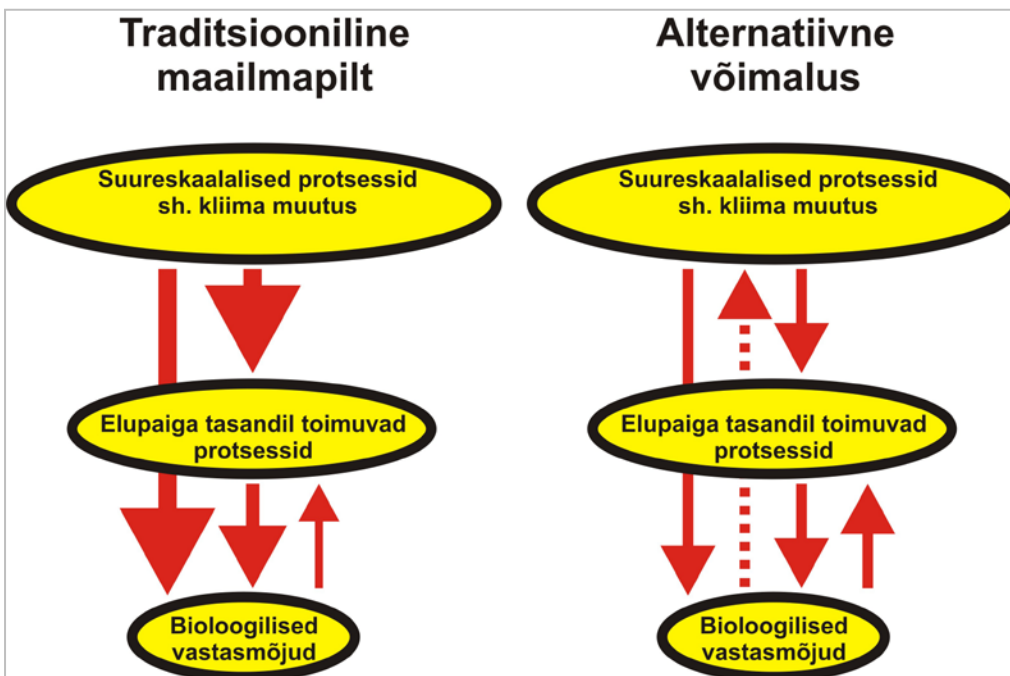 Traditsiooniline
maailmapilt
Suureskaalalised protsessid
sh. kliima muutus
Elupaiga tasandil toimuvad
protsessid
Bioloogilised
vastasmõjud
Alternatiivne
võimalus
Suureskaalalised protsessid
sh. kliima muutus
Elupaiga tasandil toimuvad
protsessid
Bioloogilised
vastasmõjud